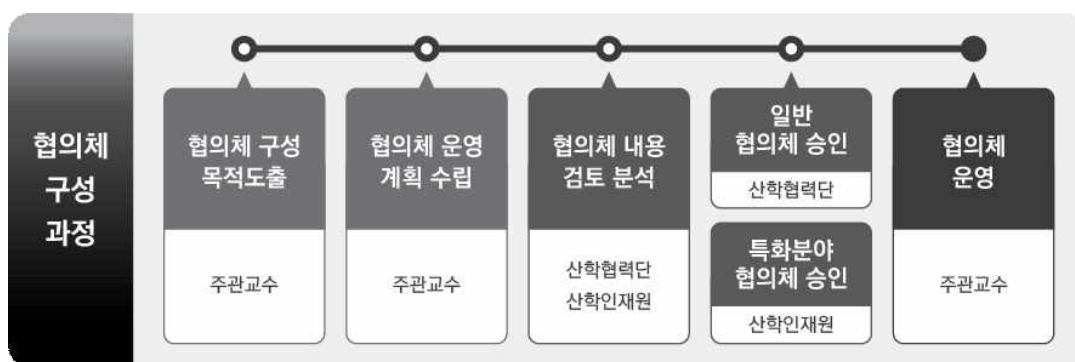 협의체
구성
과정
협의체 구성
목적도출
주관교수
협의체 운영
계획 수립
주관교수
협의체 내용
검토 분석
산학협력단
산학인재원
일반
협의체 승인
산학협력단
특화분야
협의체 승인
산학인재원
협의체
운영
주관교수